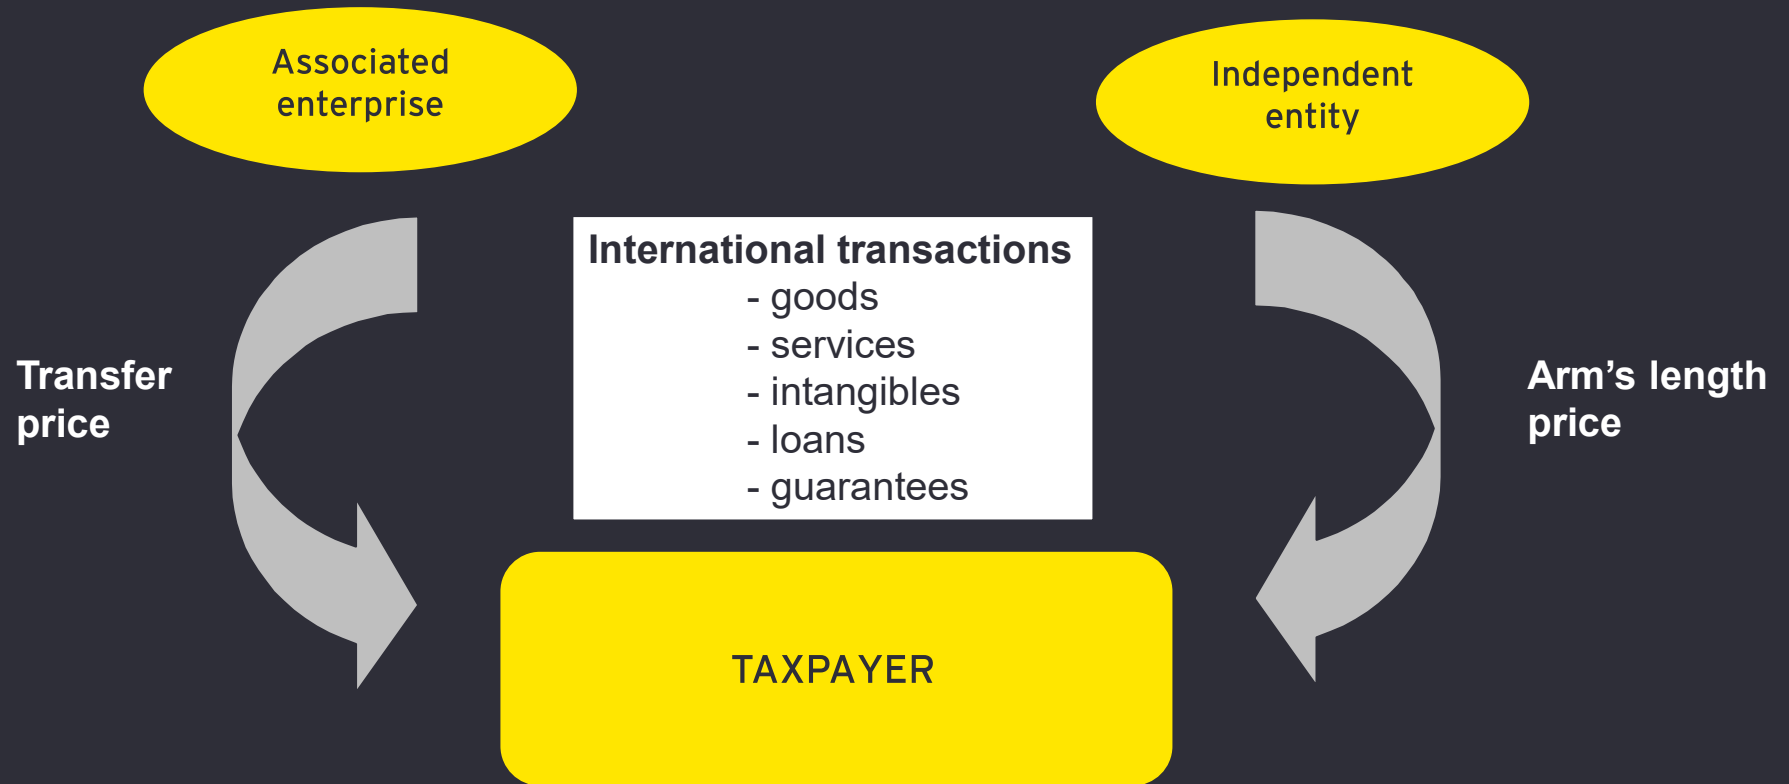 Associated
enterprise
Independent
entity
International transactions
- goods
- services
- intangibles
- loans
- guarantees
Transfer
price
Arm’s length
price
TAXPAYER